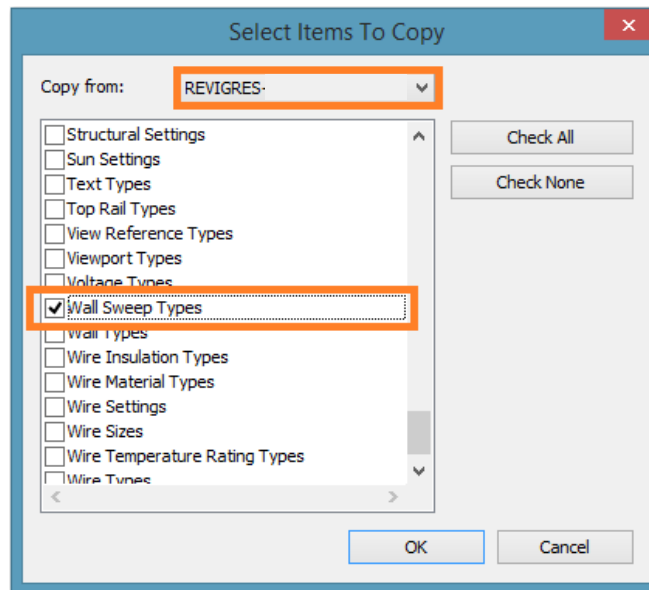 Select Items To Copy
Copy from: REVIGRES-
Structural Settings
Check All
Sun Settings
Text Types
Check None
Top Rail Types
View Reference Types
Viewport Types
Voltage Types
Wall Sweep Types
Wall Types
Wire Insulation Types
Wire Material Types
Wire Settings
Wire Sizes
Wire Temperature Rating Types
Wire Types
OK
Cancel